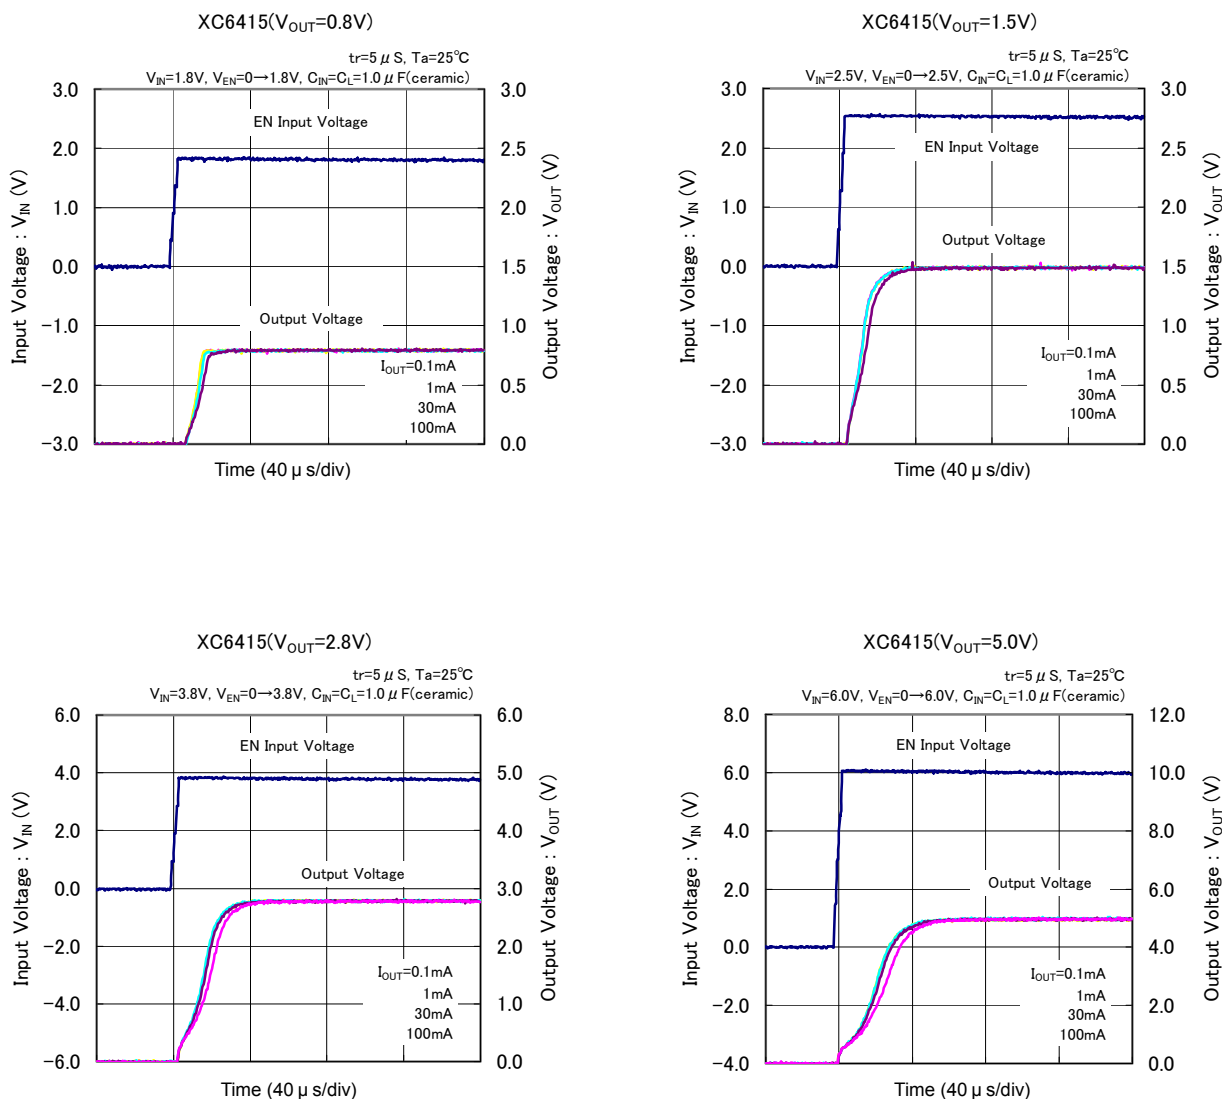 XC6415(VOUT=0.8V)
tr=5μS, Ta=25℃
VIN=1.8V, VEN=0→1.8V, CIN=CL=1.0μF(ceramic)
3.0
2.0
1.0
0.0
-1.0
-2.0
-3.0
Input Voltage : VIN (V)
EN Input Voltage
Output Voltage
IOUT=0.1mA
1mA
30mA
100mA
3.0
2.5
2.0
1.5
1.0
0.5
0.0
Output Voltage : VOUT (V)
Time (40μs/div)
XC6415(VOUT=1.5V)
tr=5μS, Ta=25℃
VIN=2.5V, VEN=0→2.5V, CIN=CL=1.0μF(ceramic)
3.0
2.0
1.0
0.0
-1.0
-2.0
-3.0
Input Voltage : VIN (V)
EN Input Voltage
Output Voltage
IOUT=0.1mA
1mA
30mA
100mA
3.0
2.5
2.0
1.5
1.0
0.5
0.0
Output Voltage : VOUT (V)
Time (40μs/div)
XC6415(VOUT=2.8V)
tr=5μS, Ta=25℃
VIN=3.8V, VEN=0→3.8V, CIN=CL=1.0μF(ceramic)
6.0
4.0
2.0
0.0
-2.0
-4.0
-6.0
Input Voltage : VIN (V)
EN Input Voltage
Output Voltage
IOUT=0.1mA
1mA
30mA
100mA
6.0
5.0
4.0
3.0
2.0
1.0
0.0
Output Voltage : VOUT (V)
Time (40μs/div)
XC6415(VOUT=5.0V)
tr=5μS, Ta=25℃
VIN=6.0V, VEN=0→6.0V, CIN=CL=1.0μF(ceramic)
8.0
6.0
4.0
2.0
0.0
-2.0
-4.0
Input Voltage : VIN (V)
EN Input Voltage
Output Voltage
IOUT=0.1mA
1mA
30mA
100mA
12.0
10.0
8.0
6.0
4.0
2.0
0.0
Output Voltage : VOUT (V)
Time (40μs/div)